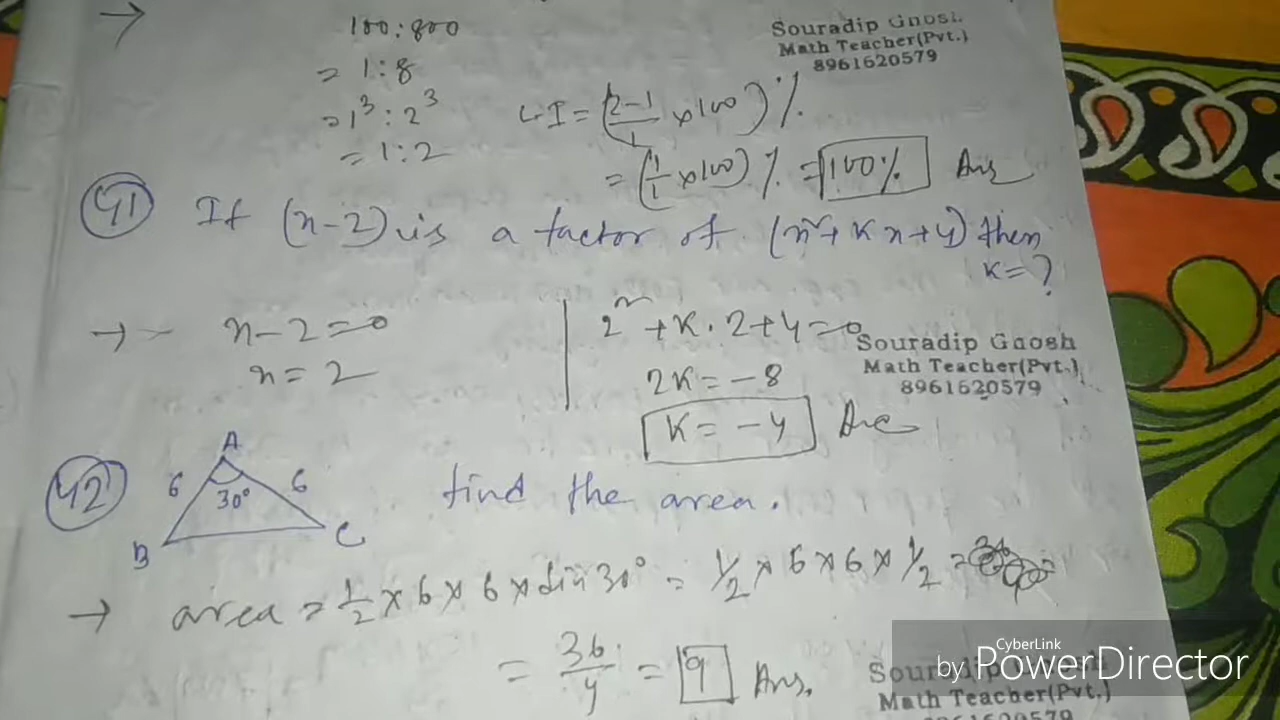 → 100:800
= 1:8
= 1³:2³
= 1:2
Souradip Ghosh
Math Teacher(Pvt.)
8961620579
= (2-1/1 × 100) %
= (1/1 × 100) % = 100% Ans
41 If (x-2) is a factor of (x²+Kx+4) then
K=?
→ x-2=0
x=2
2²+K.2+4=0
2K=-8
K=-4 Ans
Souradip Ghosh
Math Teacher(Pvt.)
8961620579
42 A 6 6 30° B C find the area.
→ area = 1/2 × 6 × 6 × sin 30° = 1/2 × 6 × 6 × 1/2 =
= 36/4 = 9 Ans.
CyberLink
by PowerDirector
Math Teacher(Pvt.)